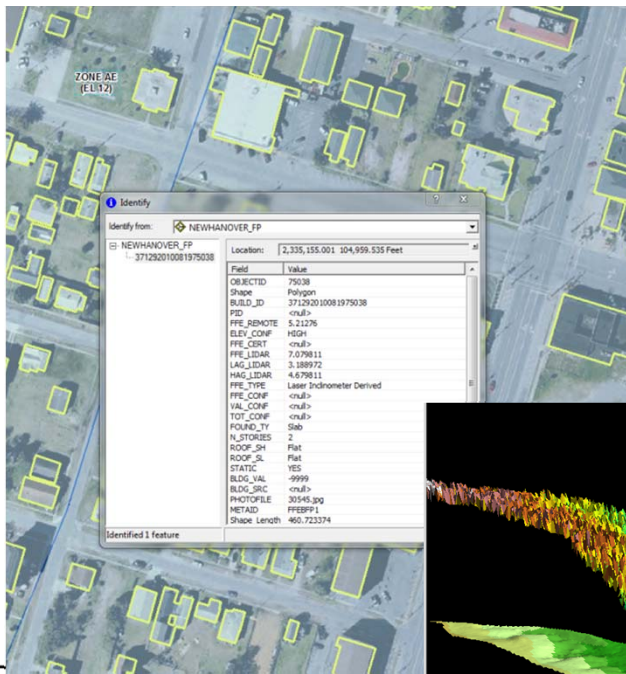 ZONE AE
(EL 12)
Identify
Identify from: NEWHANOVER_FP
NEWHANOVER_FP
371292010081975038
Location: 2,335,155.001 104,959.535 Feet
Field Value
OBJECTID 75038
Shape Polygon
BUILD_ID 371292010081975038
PID <null>
FFE_REMOTE 5.21276
ELEV_CONF HIGH
FFE_CERT <null>
FFE_LIDAR 7.079811
LAG_LIDAR 3.188972
HAG_LIDAR 4.679811
FFE_TYPE Laser Inclinometer Derived
FFE_CONF <null>
VAL_CONF <null>
TOT_CONF <null>
FOUND_TY Slab
N_STORIES 2
ROOF_SH Flat
ROOF_SL Flat
STATIC YES
BLDG_VAL -9999
BLDG_SRC <null>
PHOTOFILE 30545.jpg
METAID FFEBFP1
Shape_Length 460.723374
Identified 1 feature